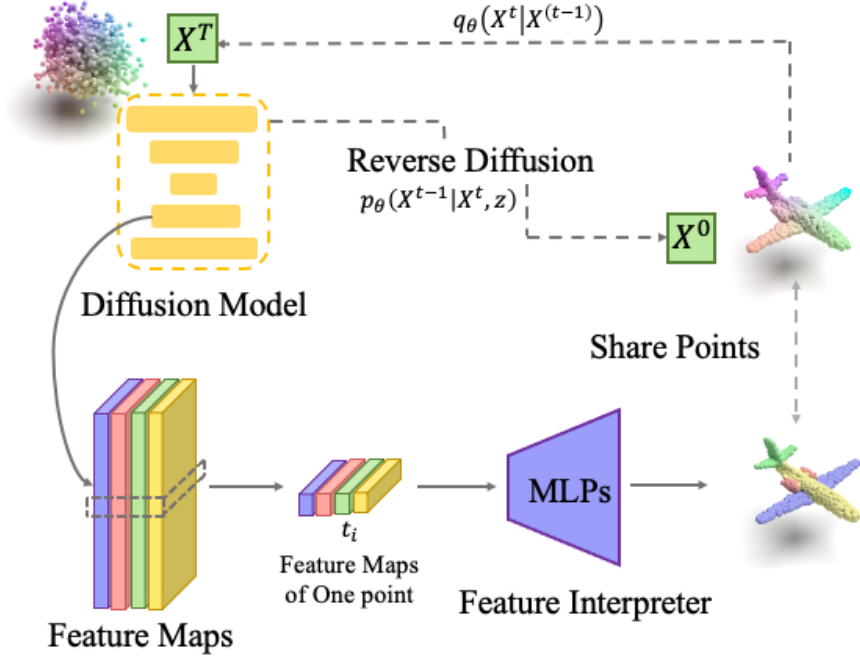 X^T
q_θ(X^t|X^(t−1))
Reverse Diffusion
p_θ(X^{t−1}|X^t, z)
X^0
Diffusion Model
Share Points
MLPs
t_i
Feature Maps
of One point
Feature Interpreter
Feature Maps